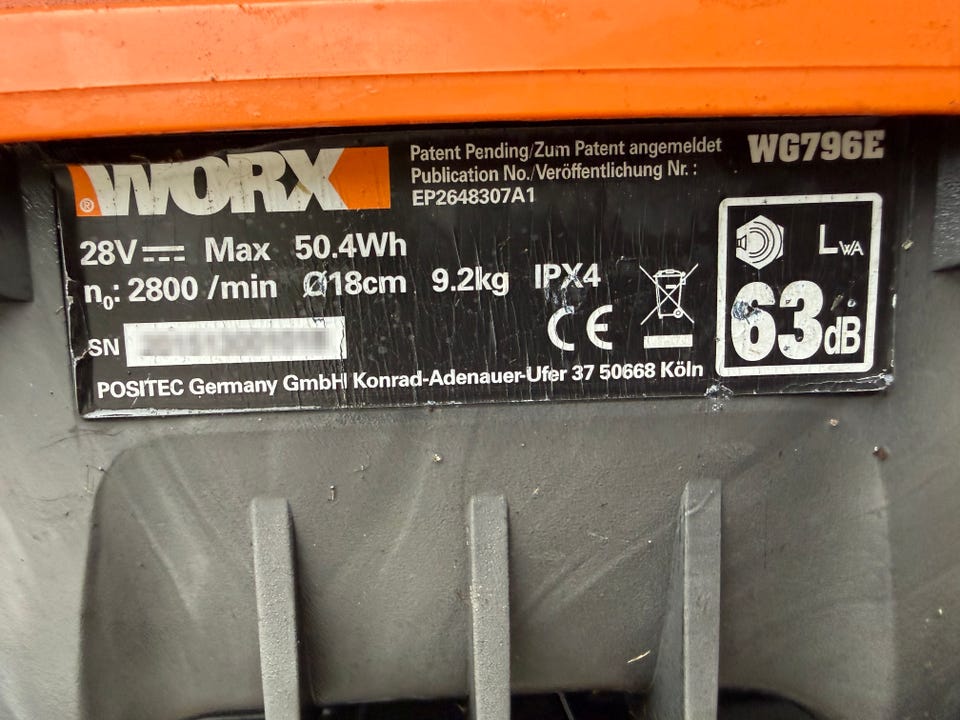 WORX
®
Patent Pending/Zum Patent angemeldet
Publication No./Veröffentlichung Nr. :
EP2648307A1
WG796E
28V Max 50.4Wh
n₀: 2800 /min Ø18cm 9.2kg IPX4
CE
LWA
63dB
SN
POSITEC Germany GmbH Konrad-Adenauer-Ufer 37 50668 Köln